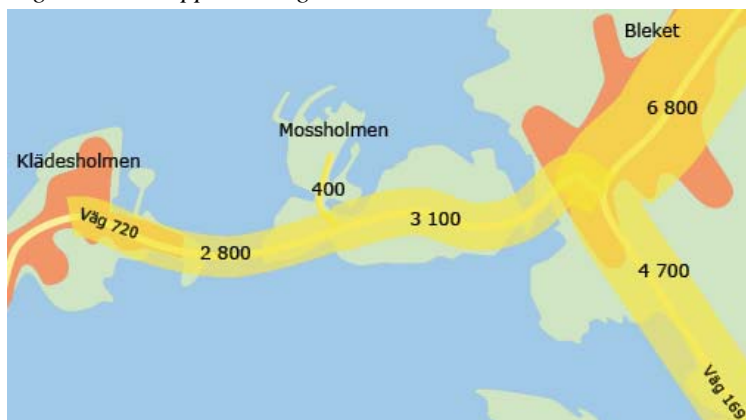 Bleket
6 800
Mossholmen
Klädesholmen
400
Väg 720
3 100
2 800
4 700
Väg 169